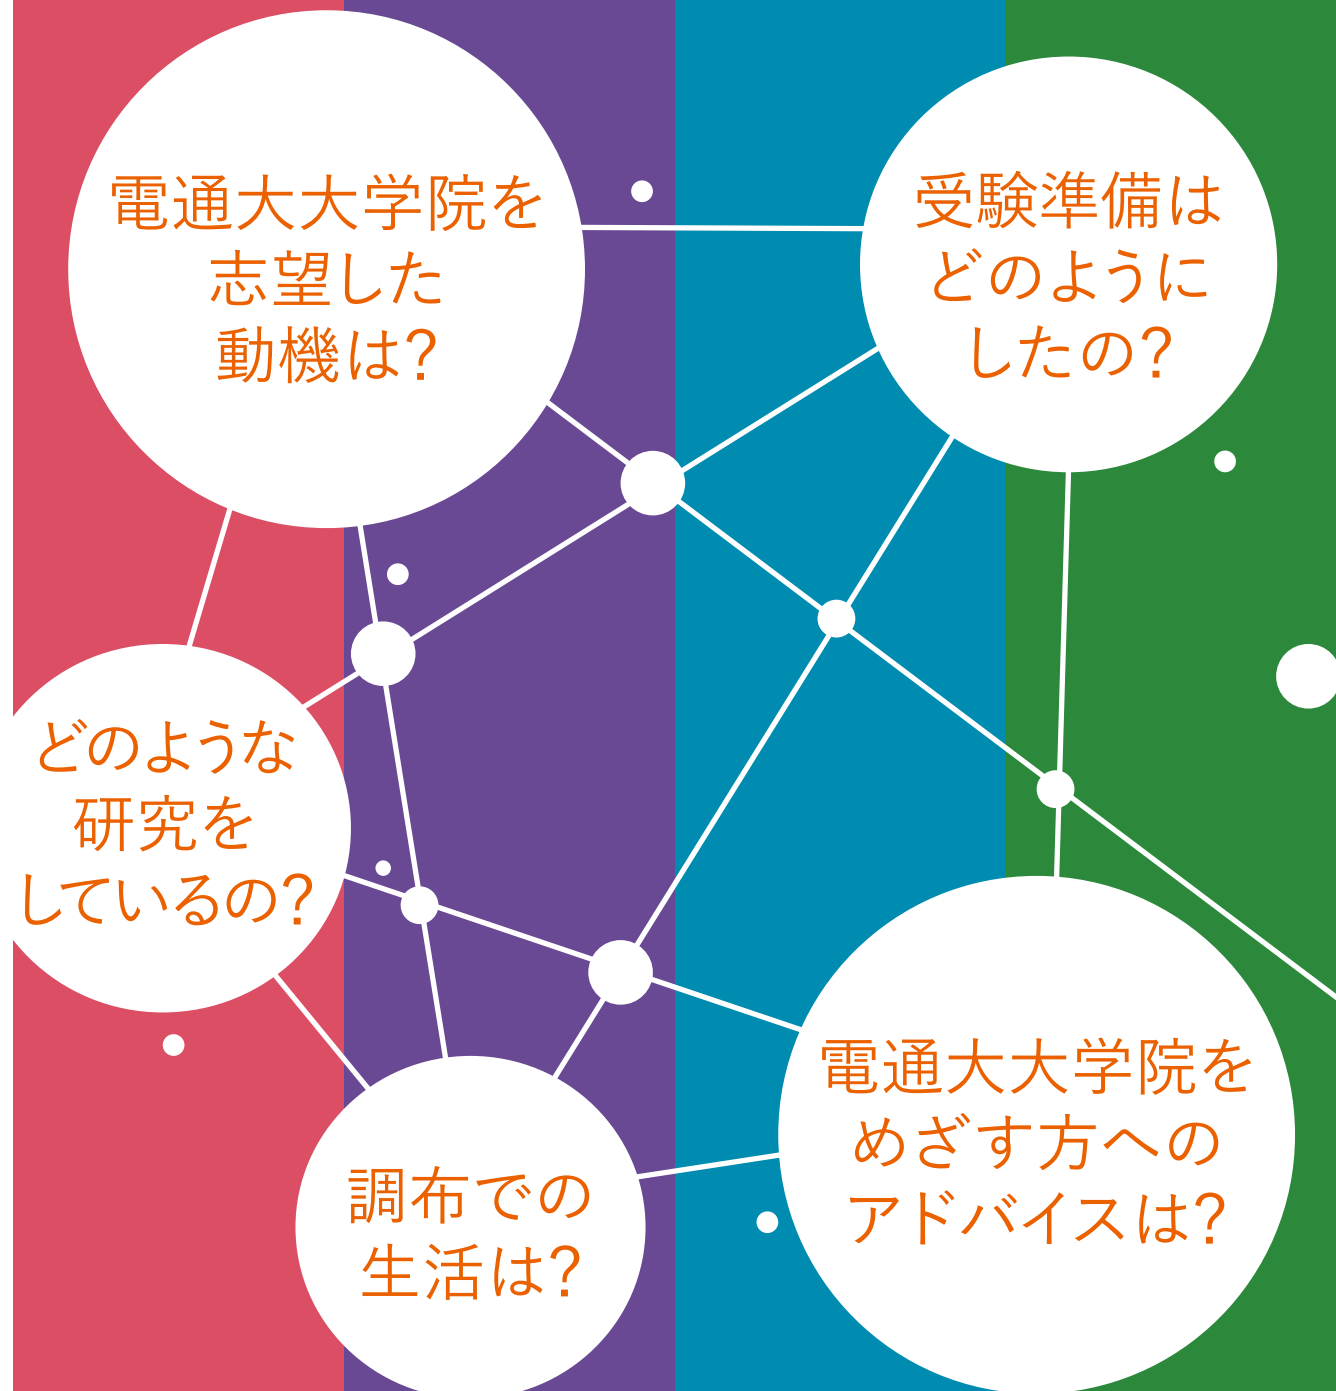 電通大大学院を
志望した
動機は?
受験準備は
どのように
したの?
どのような
研究を
しているの?
電通大大学院を
めざす方への
アドバイスは?
調布での
生活は?